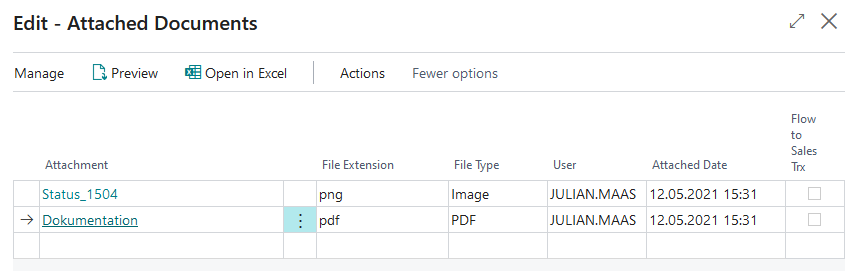 Edit - Attached Documents
Manage Preview Open in Excel Actions Fewer options
Flow
to
Sales
Attachment File Extension File Type User Attached Date Trx
Status_1504 png Image JULIAN.MAAS 12.05.2021 15:31
Dokumentation pdf PDF JULIAN.MAAS 12.05.2021 15:31